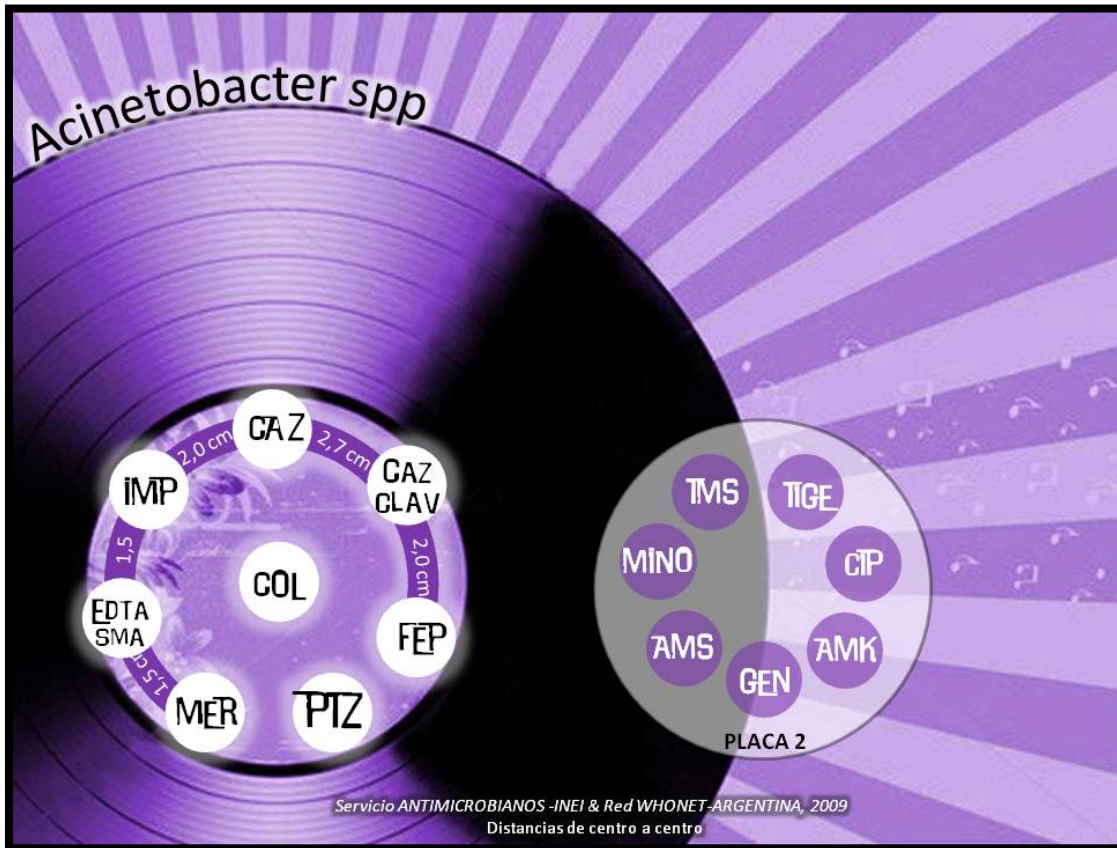 Acinetobacter spp
CAZ
2,0 cm
2,7 cm
IMP
CAZ
CLAV
1,5
2,0 cm
COL
EDTA
SMA
FEP
1,5 cm
MER
PTZ
TMS
TIGE
MINO
CIP
AMS
AMK
GEN
PLACA 2
Servicio ANTIMICROBIANOS -INEI & Red WHONET-ARGENTINA, 2009
Distancias de centro a centro